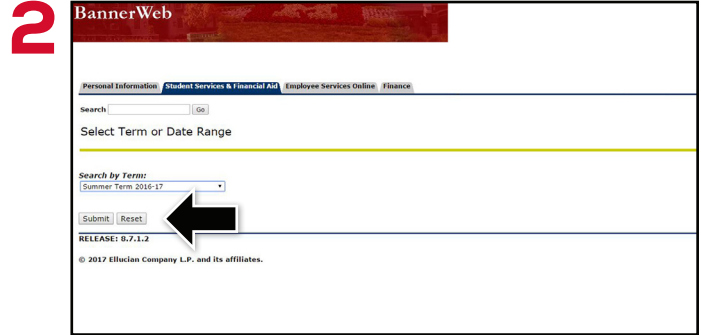 2
BannerWeb
Personal Information Student Services & Financial Aid Employee Services Online Finance
Search Go
Select Term or Date Range
Search by Term:
Summer Term 2016-17
Submit Reset
RELEASE: 8.7.1.2
© 2017 Ellucian Company L.P. and its affiliates.